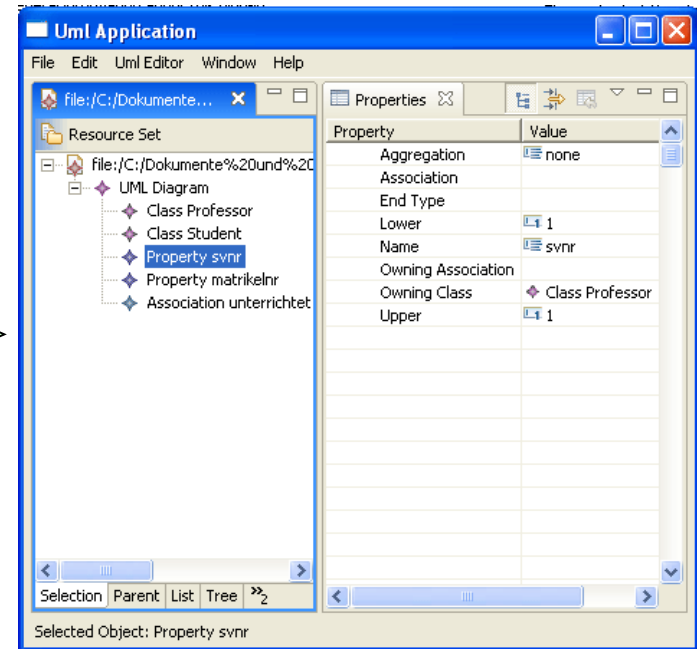 Uml Application
File Edit Uml Editor Window Help
file:/C:/Dokumente...
Resource Set
file:/C:/Dokumente%20und%20
UML Diagram
Class Professor
Class Student
Property svnr
Property matrikelnr
Association unterrichtet
Selection Parent List Tree »2
Properties
Property Value
Aggregation none
Association
End Type
Lower 1
Name svnr
Owning Association
Owning Class Class Professor
Upper 1
Selected Object: Property svnr